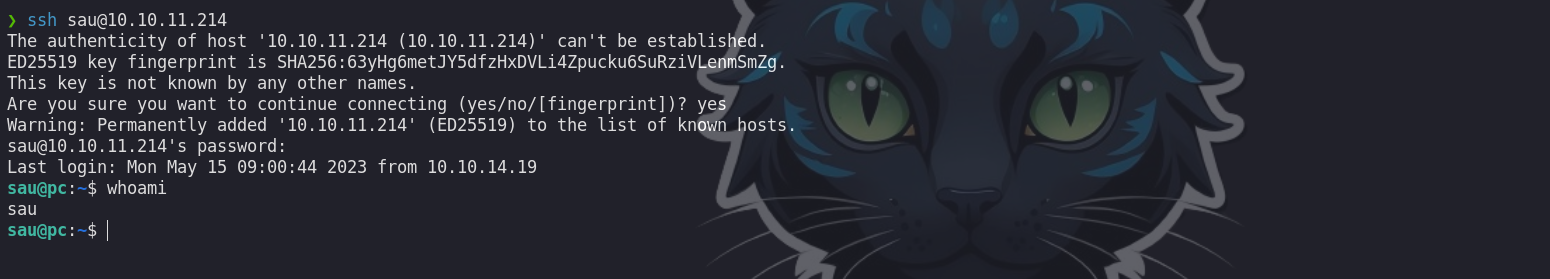 ❯ ssh sau@10.10.11.214
The authenticity of host '10.10.11.214 (10.10.11.214)' can't be established.
ED25519 key fingerprint is SHA256:63yHg6metJY5dfzHxDVLi4Zpucku6SuRziVLenmSmZg.
This key is not known by any other names.
Are you sure you want to continue connecting (yes/no/[fingerprint])? yes
Warning: Permanently added '10.10.11.214' (ED25519) to the list of known hosts.
sau@10.10.11.214's password:
Last login: Mon May 15 09:00:44 2023 from 10.10.14.19
sau@pc:~$ whoami
sau
sau@pc:~$